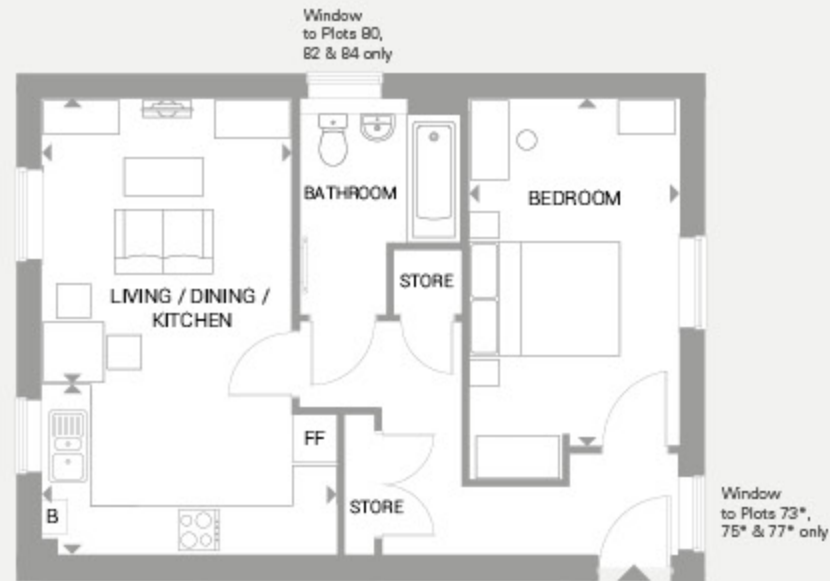 Window
to Plots 80,
82 & 84 only
BATHROOM
BEDROOM
STORE
LIVING / DINING /
KITCHEN
FF
STORE
B
Window
to Plots 73*,
75* & 77* only